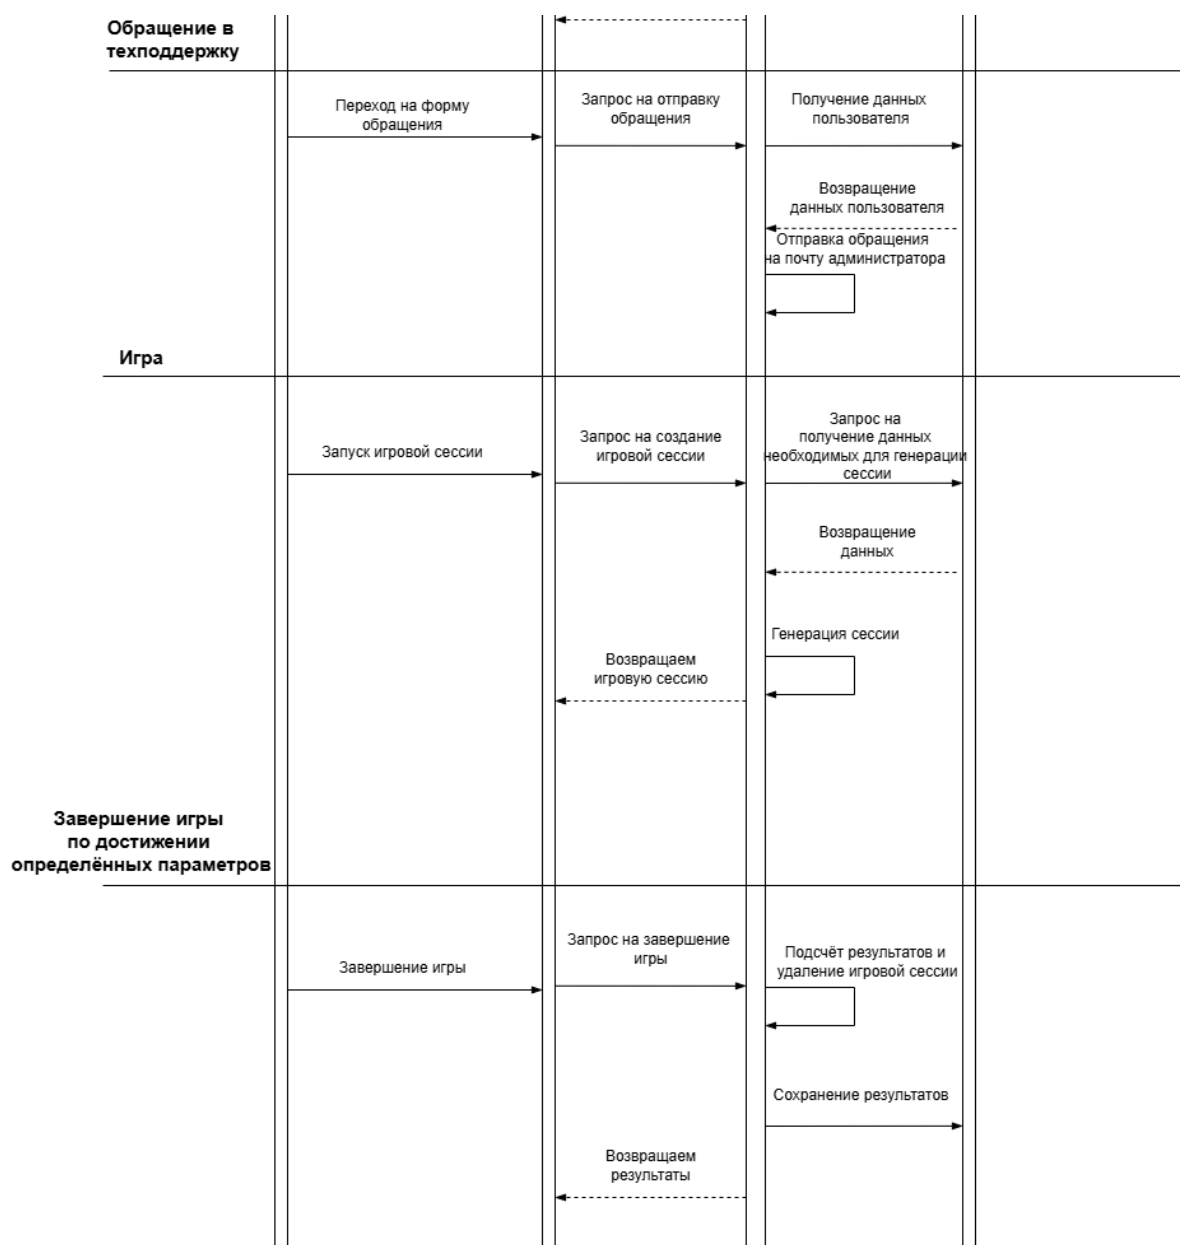 Обращение в
техподдержку
Переход на форму
обращения
Запрос на отправку
обращения
Получение данных
пользователя
Возвращение
данных пользователя
Отправка обращения
на почту администратора
Игра
Запуск игровой сессии
Запрос на создание
игровой сессии
Запрос на
получение данных
необходимых для генерации
сессии
Возвращение
данных
Генерация сессии
Возвращаем
игровую сессию
Завершение игры
по достижении
определённых параметров
Завершение игры
Запрос на завершение
игры
Подсчёт результатов и
удаление игровой сессии
Сохранение результатов
Возвращаем
результаты